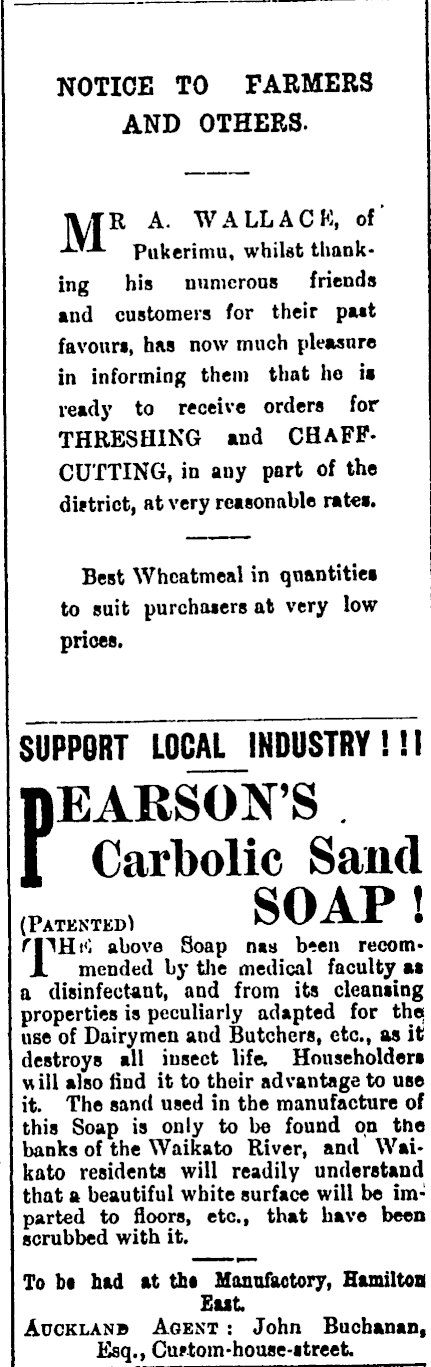 NOTICE TO FARMERS
AND OTHERS.
MR A. WALLACE, of
Pukerimu, whilst thank-
ing his numerous friends
and customers for their past
favours, has now much pleasure
in informing them that he is
ready to receive orders for
THRESHING and CHAFF-
CUTTING, in any part of the
district, at very reasonable rates.
Best Wheatmeal in quantities
to suit purchasers at very low
prices.
SUPPORT LOCAL INDUSTRY!!!
PEARSON'S
Carbolic Sand
SOAP!
(PATENTED)
THE above Soap has been recom-
mended by the medical faculty as
a disinfectant, and from its cleansing
properties is peculiarly adapted for the
use of Dairymen and Butchers, etc., as it
destroys all insect life. Householders
will also find it to their advantage to use
it. The sand used in the manufacture of
this Soap is only to be found on the
banks of the Waikato River, and Wai-
kato residents will readily understand
that a beautiful white surface will be im-
parted to floors, etc., that have been
scrubbed with it.
To be had at the Manufactory, Hamilton
East.
AUCKLAND AGENT: John Buchanan,
Esq., Custom-house-street.